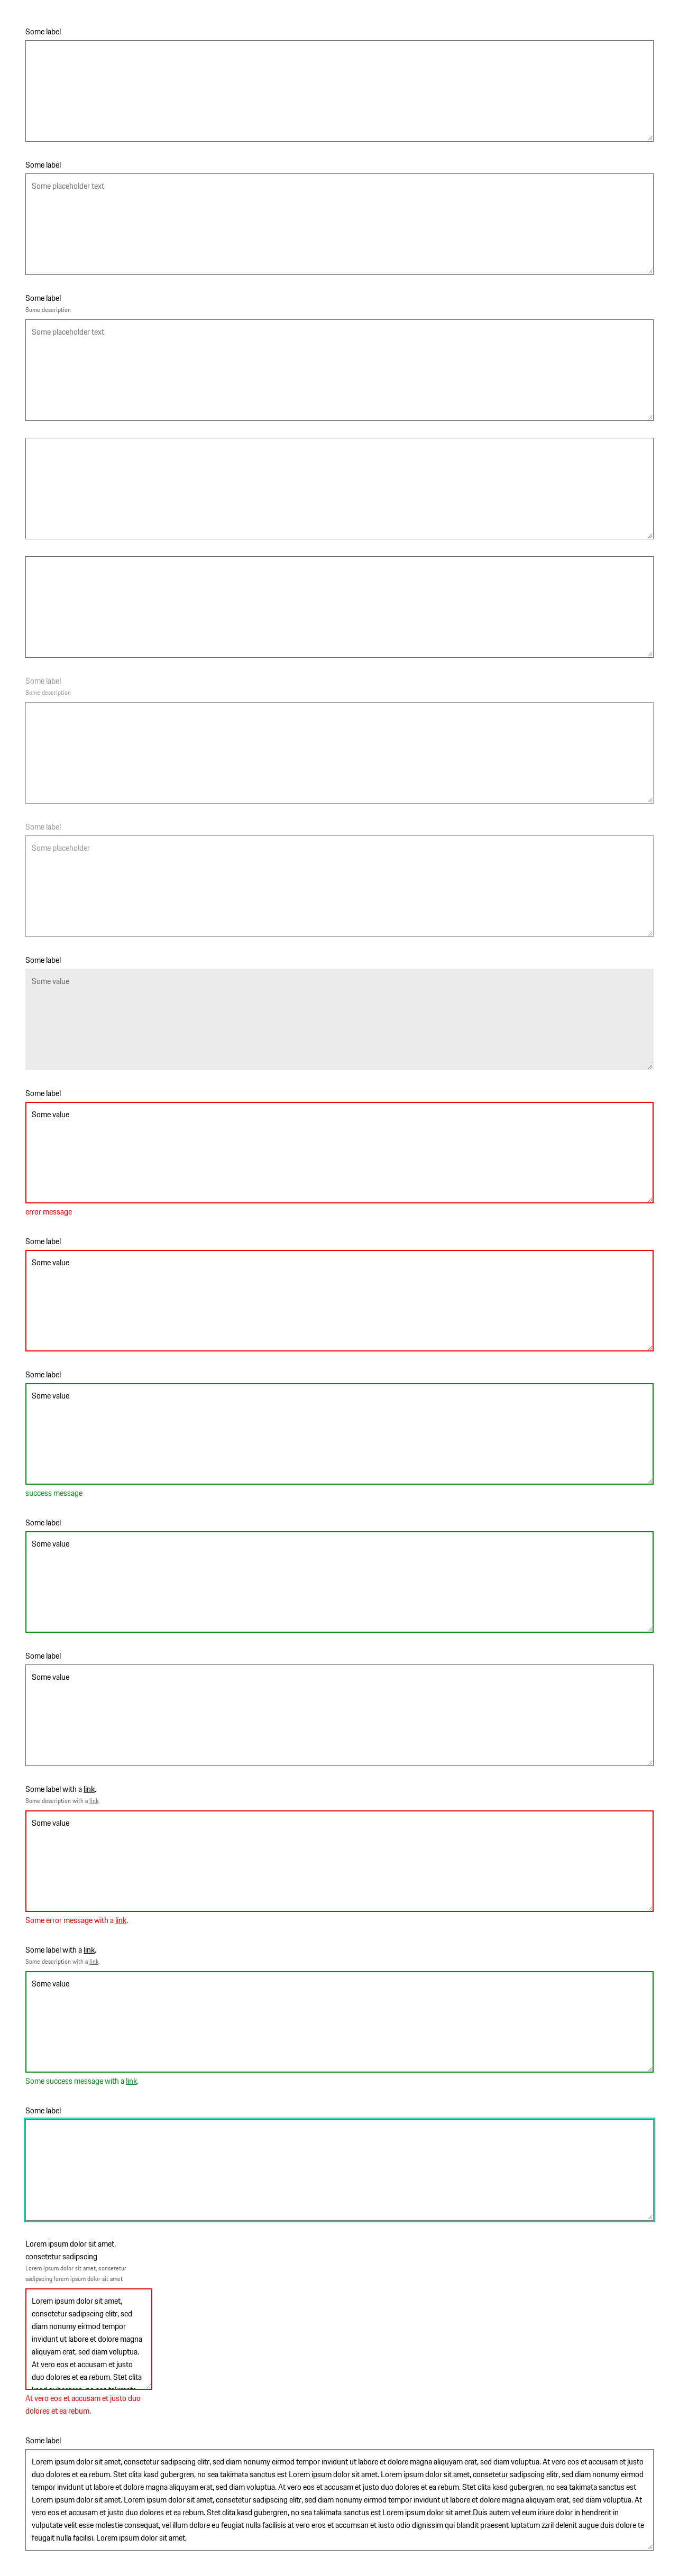 Some label
Some label
Some placeholder text
Some label
Some description
Some placeholder text
Some label
Some description
Some label
Some placeholder
Some label
Some value
Some label
Some value
error message
Some label
Some value
Some label
Some value
success message
Some label
Some value
Some label
Some value
Some label with a link.
Some description with a link.
Some value
Some error message with a link.
Some label with a link.
Some description with a link.
Some value
Some success message with a link.
Some label
Lorem ipsum dolor sit amet,
consetetur sadipscing
Lorem ipsum dolor sit amet, consetetur
sadipscing lorem ipsum dolor sit amet
Lorem ipsum dolor sit amet,
consetetur sadipscing elitr, sed
diam nonumy eirmod tempor
invidunt ut labore et dolore magna
aliquyam erat, sed diam voluptua.
At vero eos et accusam et justo
duo dolores et ea rebum. Stet clita
At vero eos et accusam et justo duo
dolores et ea rebum.
Some label
Lorem ipsum dolor sit amet, consetetur sadipscing elitr, sed diam nonumy eirmod tempor invidunt ut labore et dolore magna aliquyam erat, sed diam voluptua. At vero eos et accusam et justo
duo dolores et ea rebum. Stet clita kasd gubergren, no sea takimata sanctus est Lorem ipsum dolor sit amet. Lorem ipsum dolor sit amet, consetetur sadipscing elitr, sed diam nonumy eirmod
tempor invidunt ut labore et dolore magna aliquyam erat, sed diam voluptua. At vero eos et accusam et justo duo dolores et ea rebum. Stet clita kasd gubergren, no sea takimata sanctus est
Lorem ipsum dolor sit amet. Lorem ipsum dolor sit amet, consetetur sadipscing elitr, sed diam nonumy eirmod tempor invidunt ut labore et dolore magna aliquyam erat, sed diam voluptua. At
vero eos et accusam et justo duo dolores et ea rebum. Stet clita kasd gubergren, no sea takimata sanctus est Lorem ipsum dolor sit amet.Duis autem vel eum iriure dolor in hendrerit in
vulputate velit esse molestie consequat, vel illum dolore eu feugiat nulla facilisis at vero eros et accumsan et iusto odio dignissim qui blandit praesent luptatum zzril delenit augue duis dolore te
feugait nulla facilisi. Lorem ipsum dolor sit amet,